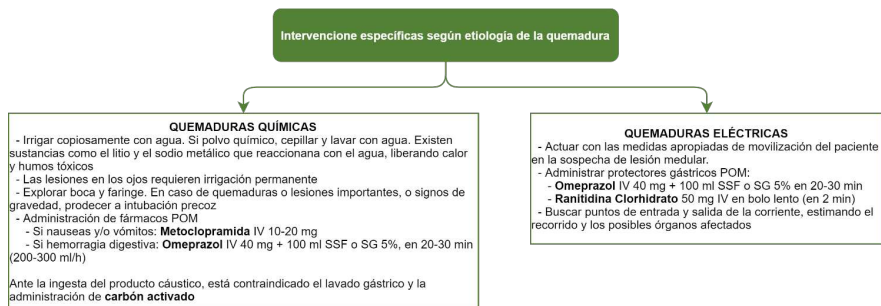 Intervencione específicas según etiología de la quemadura
QUEMADURAS QUÍMICAS
- Irrigar copiosamente con agua. Si polvo químico, cepillar y lavar con agua. Existen
sustancias como el litio y el sodio metálico que reaccionana con el agua, liberando calor
y humos tóxicos
- Las lesiones en los ojos requieren irrigación permanente
- Explorar boca y faringe. En caso de quemaduras o lesiones importantes, o signos de
gravedad, prodecer a intubación precoz
- Administración de fármacos POM
- Si nauseas y/o vómitos: Metoclopramida IV 10-20 mg
- Si hemorragia digestiva: Omeprazol IV 40 mg + 100 ml SSF o SG 5%, en 20-30 min
(200-300 ml/h)
Ante la ingesta del producto cáustico, está contraindicado el lavado gástrico y la
administración de carbón activado
QUEMADURAS ELÉCTRICAS
- Actuar con las medidas apropiadas de movilización del paciente
en la sospecha de lesión medular.
- Administrar protectores gástricos POM:
- Omeprazol IV 40 mg + 100 ml SSF o SG 5% en 20-30 min
- Ranitidina Clorhidrato 50 mg IV en bolo lento (en 2 min)
- Buscar puntos de entrada y salida de la corriente, estimando el
recorrido y los posibles órganos afectados